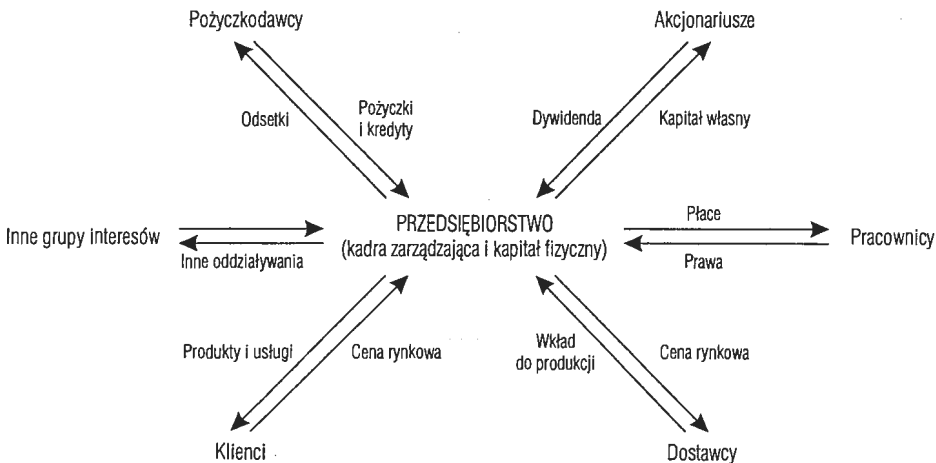 Pożyczkodawcy
Akcjonariusze
Odsetki
Pożyczki
i kredyty
Dywidenda
Kapitał własny
Inne grupy interesów
Inne oddziaływania
PRZEDSIĘBIORSTWO
(kadra zarządzająca i kapitał fizyczny)
Płace
Prawa
Pracownicy
Produkty i usługi
Cena rynkowa
Wkład
do produkcji
Cena rynkowa
Klienci
Dostawcy